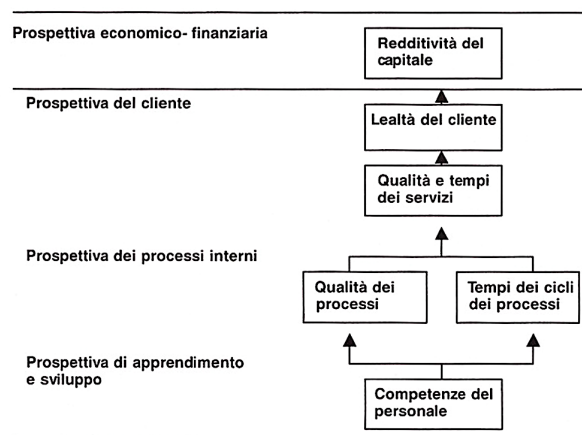 Prospettiva economico- finanziaria
Redditività del
capitale
Prospettiva del cliente
Lealtà del cliente
Qualità e tempi
dei servizi
Prospettiva dei processi interni
Qualità dei
processi
Tempi dei cicli
dei processi
Prospettiva di apprendimento
e sviluppo
Competenze del
personale